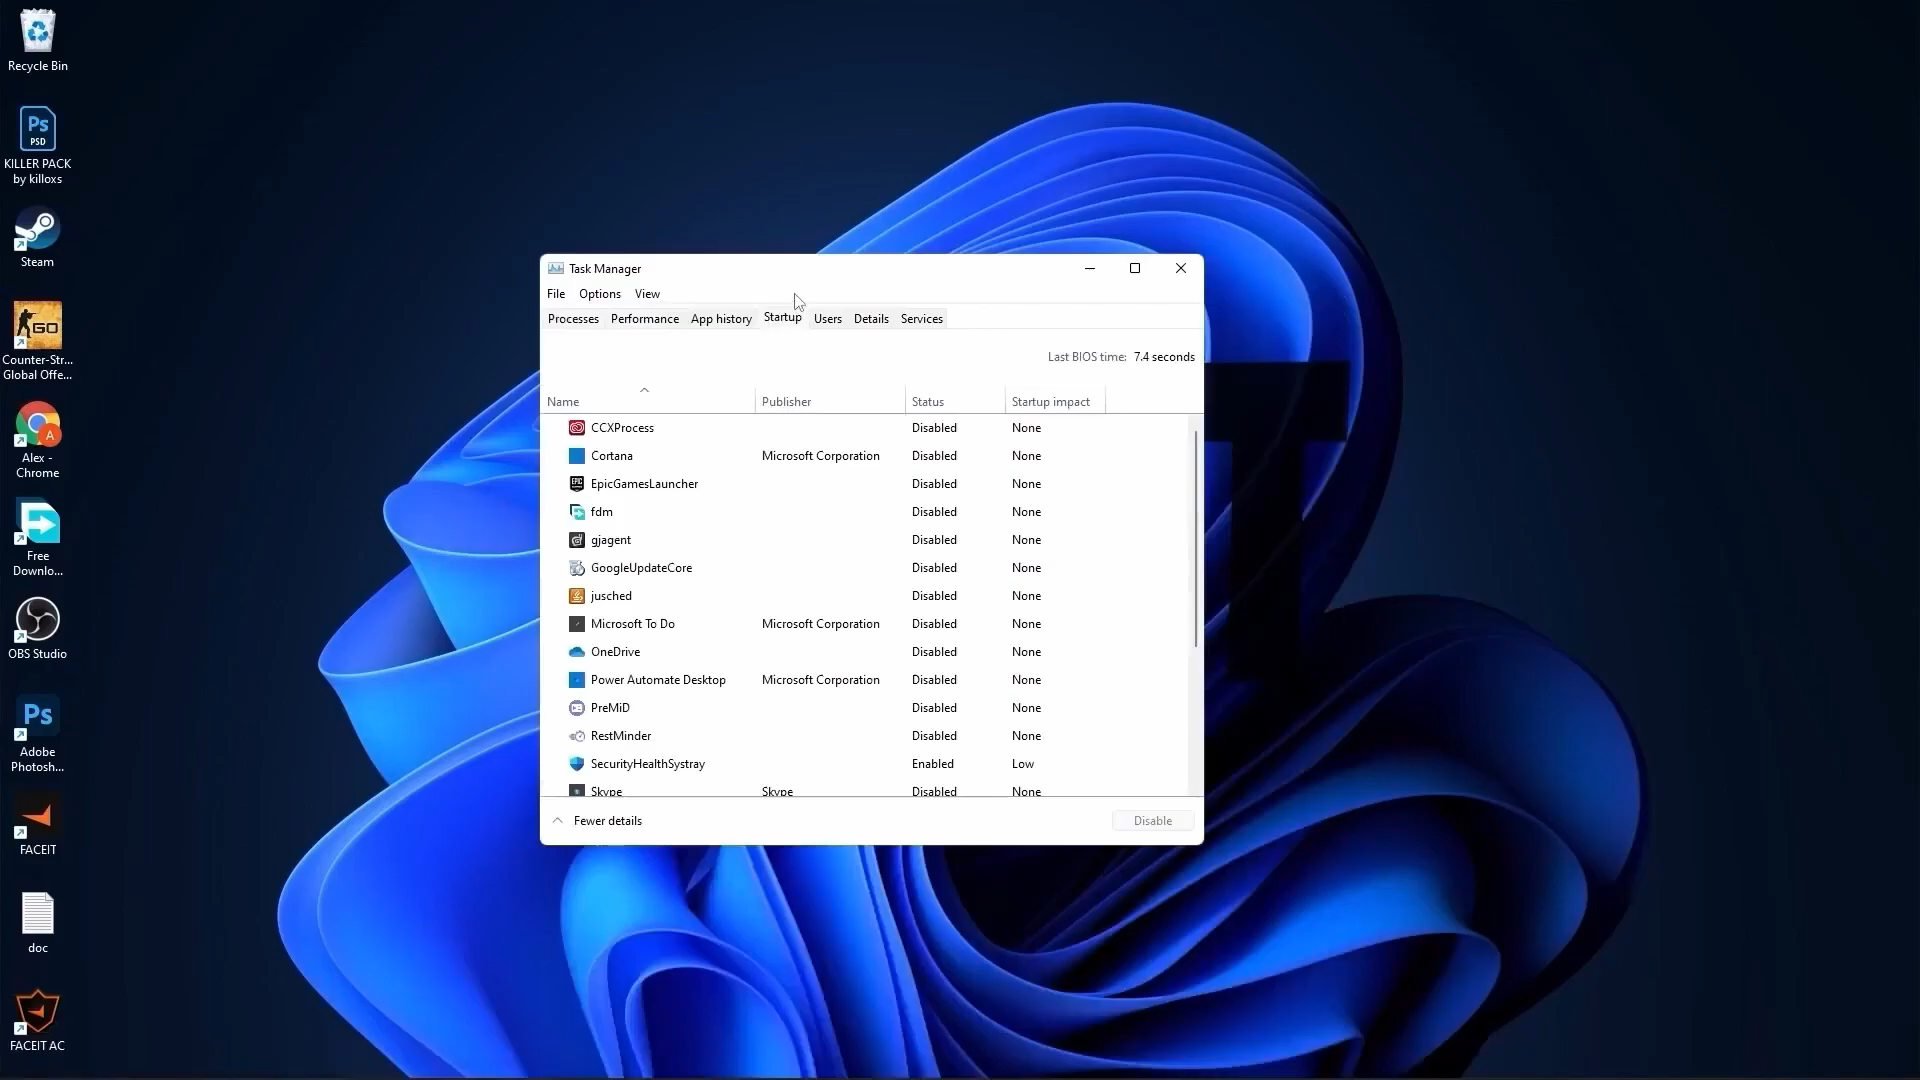 Recycle Bin
Ps
PSD
KILLER PACK
by killoxs
Steam
GO
Counter-Str...
Global Offe...
A
Alex -
Chrome
Free
Downlo...
OBS Studio
Ps
Adobe
Photosh...
FACEIT
doc
FACEIT AC
Task Manager
File Options View
Processes Performance App history Startup Users Details Services
Last BIOS time: 7.4 seconds
Name Publisher Status Startup impact
CCXProcess Disabled None
Cortana Microsoft Corporation Disabled None
EPIC
EpicGamesLauncher Disabled None
fdm Disabled None
gjagent Disabled None
GoogleUpdateCore Disabled None
jusched Disabled None
Microsoft To Do Microsoft Corporation Disabled None
OneDrive Disabled None
Power Automate Desktop Microsoft Corporation Disabled None
PreMiD Disabled None
RestMinder Disabled None
SecurityHealthSystray Enabled Low
Skype Skype Disabled None
Fewer details Disable